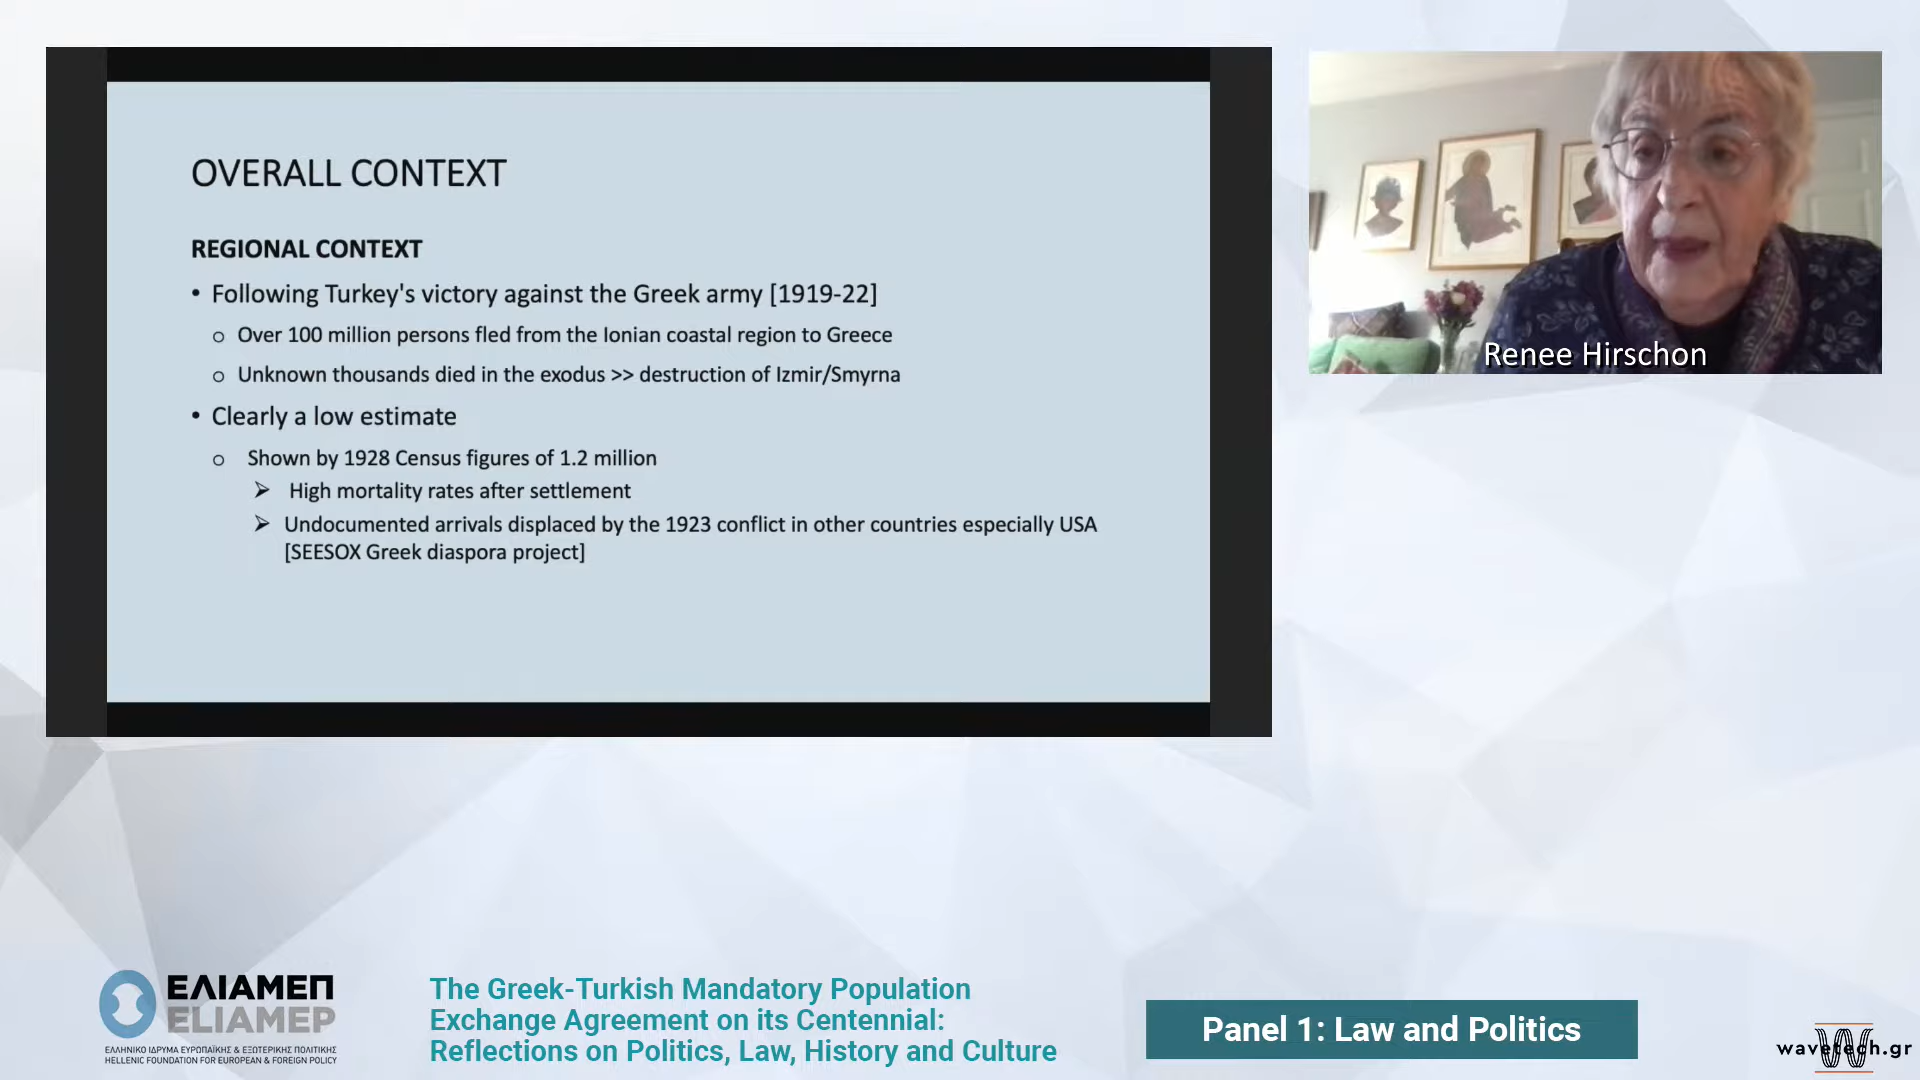 OVERALL CONTEXT
REGIONAL CONTEXT
• Following Turkey's victory against the Greek army [1919-22]
o Over 100 million persons fled from the Ionian coastal region to Greece
o Unknown thousands died in the exodus >> destruction of Izmir/Smyrna
• Clearly a low estimate
o Shown by 1928 Census figures of 1.2 million
➢ High mortality rates after settlement
➢ Undocumented arrivals displaced by the 1923 conflict in other countries especially USA
[SEESOX Greek diaspora project]
Renee Hirschon
ΕΛΙΑΜΕΠ
ELIAMEP
ΕΛΛΗΝΙΚΟ ΙΔΡΥΜΑ ΕΥΡΩΠΑΪΚΗΣ & ΕΞΩΤΕΡΙΚΗΣ ΠΟΛΙΤΙΚΗΣ
HELLENIC FOUNDATION FOR EUROPEAN & FOREIGN POLICY
The Greek-Turkish Mandatory Population
Exchange Agreement on its Centennial:
Reflections on Politics, Law, History and Culture
Panel 1: Law and Politics
wavetech.gr